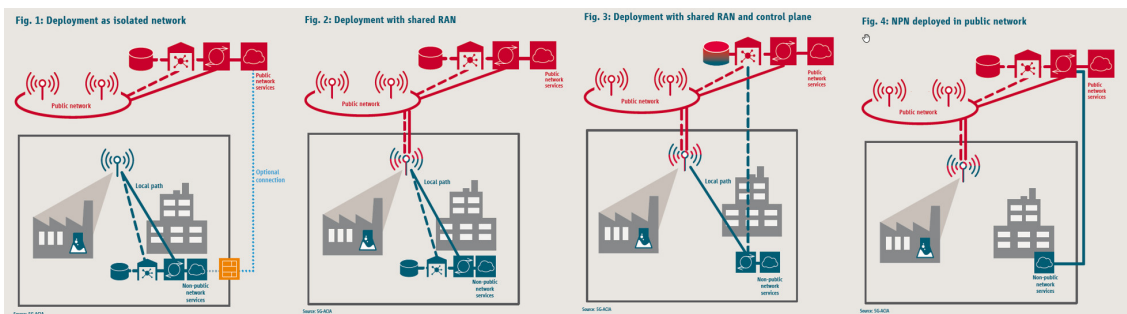 Fig. 1: Deployment as isolated network
Public network
Public
network
services
Optional
connection
Local path
Non-public
network
services
Source: 5G-ACIA
Fig. 2: Deployment with shared RAN
Public network
Public
network
services
Local path
Non-public
network
services
Source: 5G-ACIA
Fig. 3: Deployment with shared RAN and control plane
Public network
Public
network
services
Local path
Non-public
network
services
Source: 5G-ACIA
Fig. 4: NPN deployed in public network
Public network
Public
network
services
Non-public
network
services
Source: 5G-ACIA